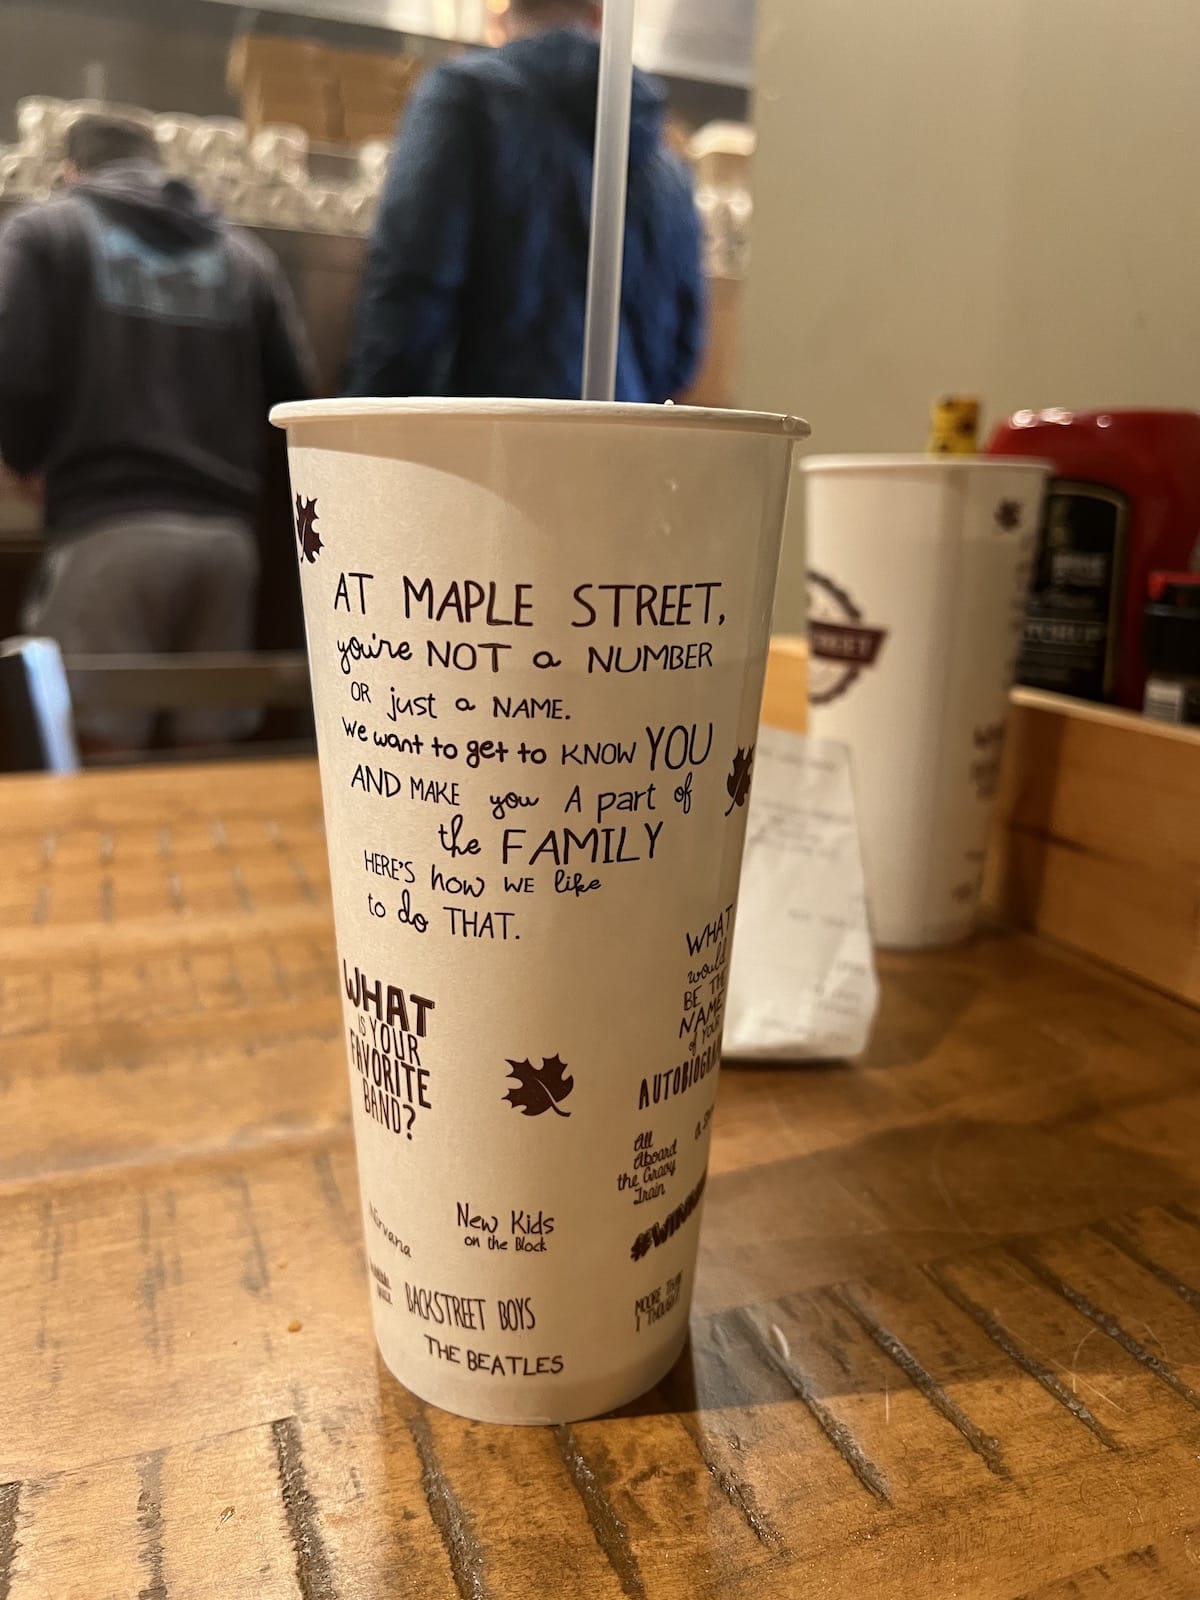 AT MAPLE STREET,
you're NOT a NUMBER
OR just a NAME.
We want to get to KNOW YOU
AND MAKE you A part of
the FAMILY
HERE'S how WE like
to do THAT.
WHAT
IS YOUR
FAVORITE
BAND?
Nirvana
New Kids
on the Block
BACKSTREET BOYS
THE BEATLES
WHAT
would
BE THE
NAME
of YOUR
All
Aboard
the Gravy
Train
MOORE THAN
I THOUGHT